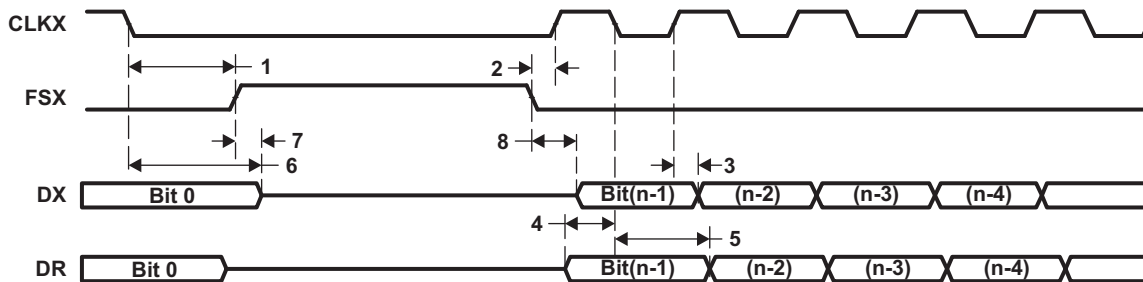 CLKX
1 2
FSX
7 8
6 3
DX Bit 0 Bit(n-1) (n-2) (n-3) (n-4)
4 5
DR Bit 0 Bit(n-1) (n-2) (n-3) (n-4)